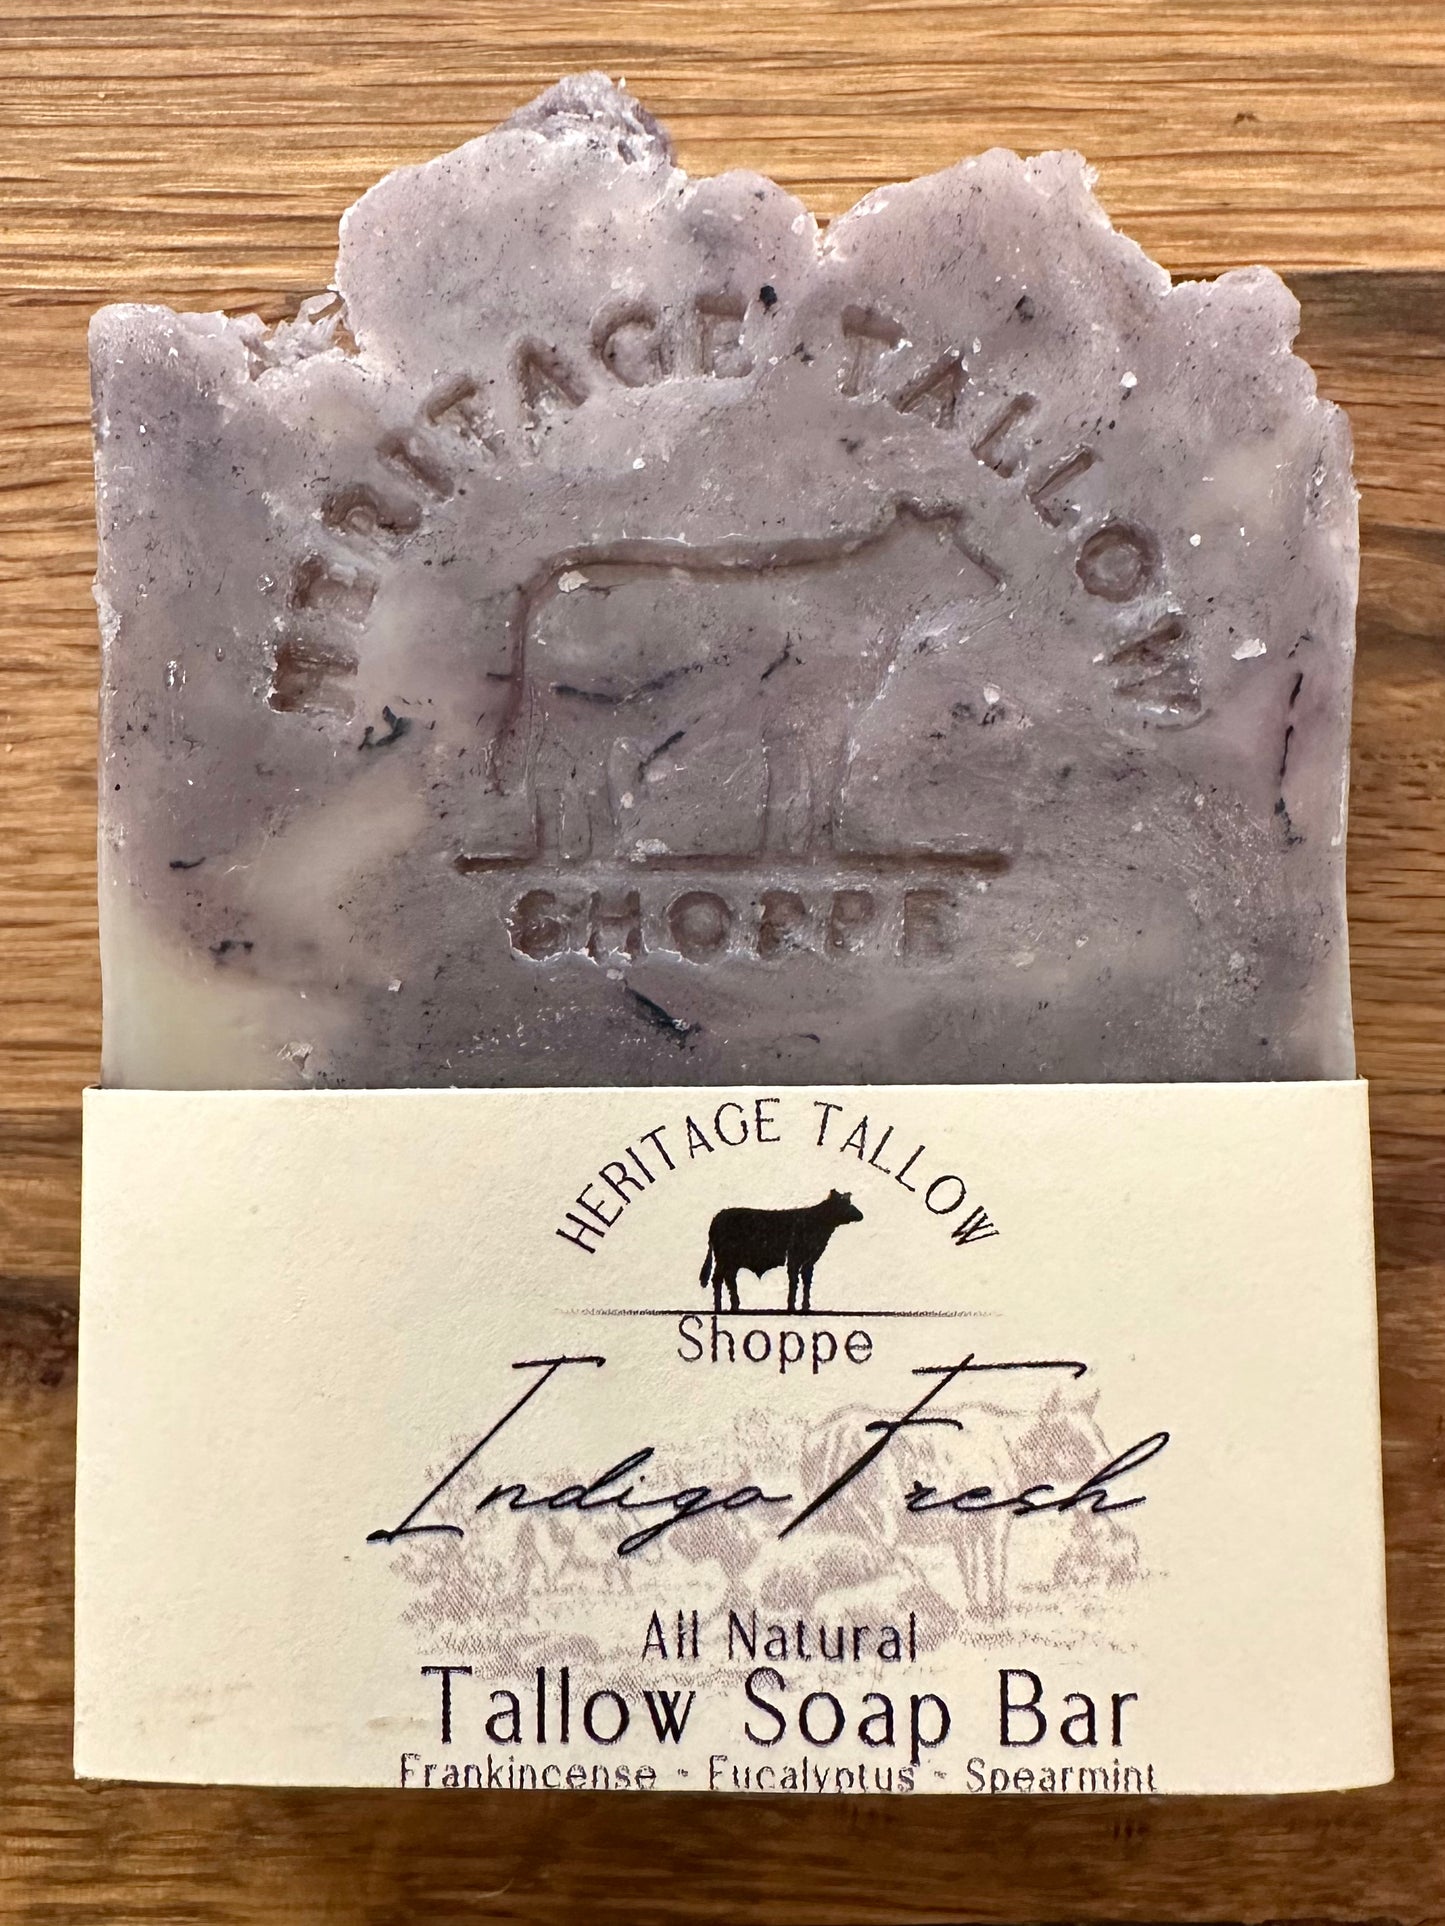 HERITAGE TALLOW
SHOPPE
HERITAGE TALLOW
Shoppe
Indigo Fresh
All Natural
Tallow Soap Bar
Frankincense - Eucalyptus - Spearmint